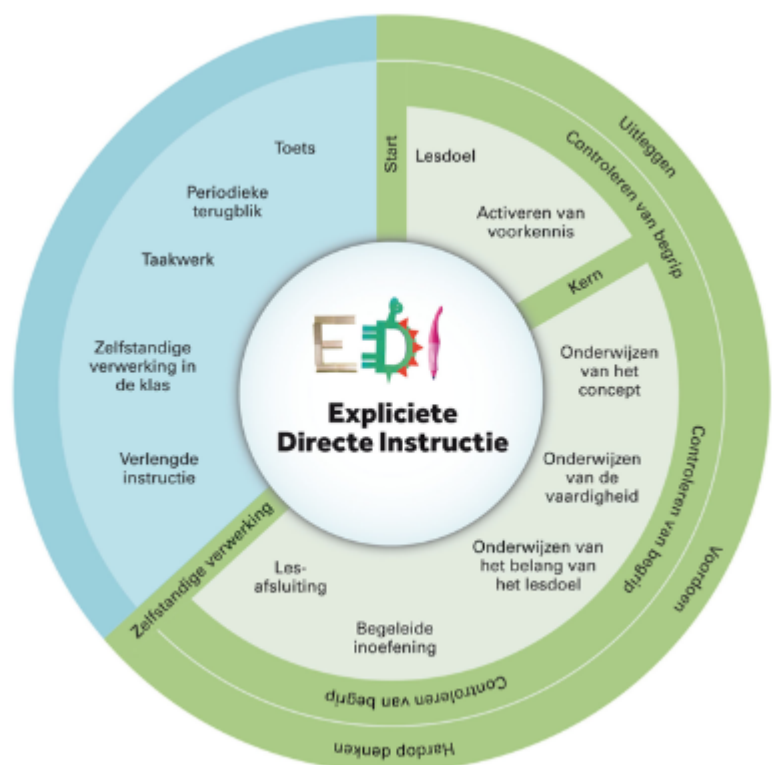 Start
Lesdoel
Activeren van
voorkennis
Kern
Onderwijzen
van het
concept
Onderwijzen
van de
vaardigheid
Onderwijzen van
het belang van
het lesdoel
Begeleide
inoefening
Les-
afsluiting
Zelfstandige verwerking
Verlengde
instructie
Zelfstandige
verwerking in
de klas
Taakwerk
Periodieke
terugblik
Toets
Controleren van begrip
Controleren van begrip
Controleren van begrip
Uitleggen
Voordoen
Hardop denken
EDI
Expliciete
Directe Instructie